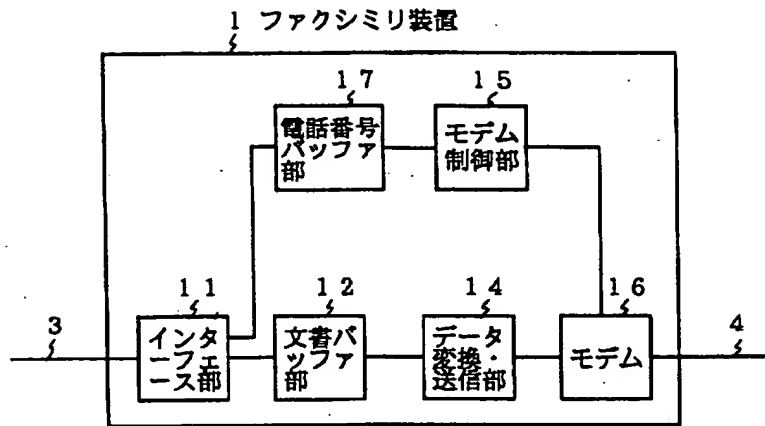 1 ファクシミリ装置
17
電話番号
バッファ
部
15
モデム
制御部
11
インタ
ーフェ
ース部
12
文書バ
ッファ
部
14
データ
変換・
送信部
16
モデム
3
4